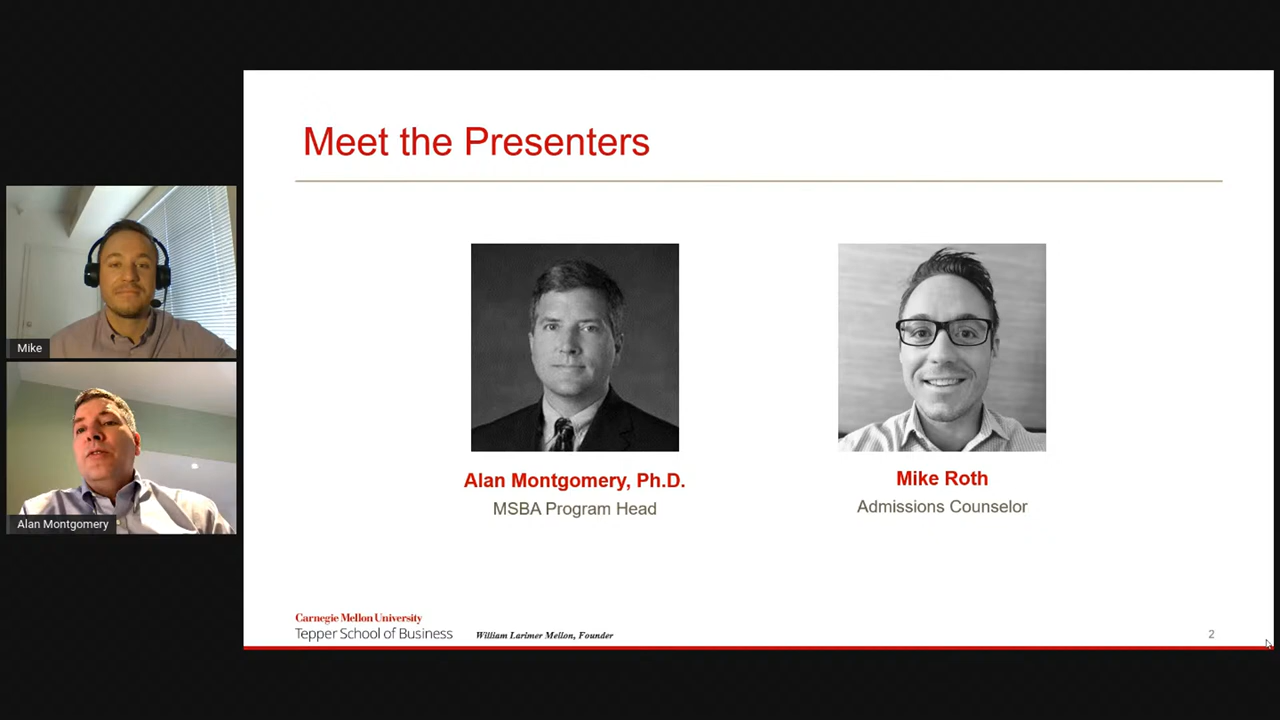 Meet the Presenters
Mike
Alan Montgomery
Alan Montgomery, Ph.D.
MSBA Program Head
Mike Roth
Admissions Counselor
Carnegie Mellon University
Tepper School of Business
William Larimer Mellon, Founder
2